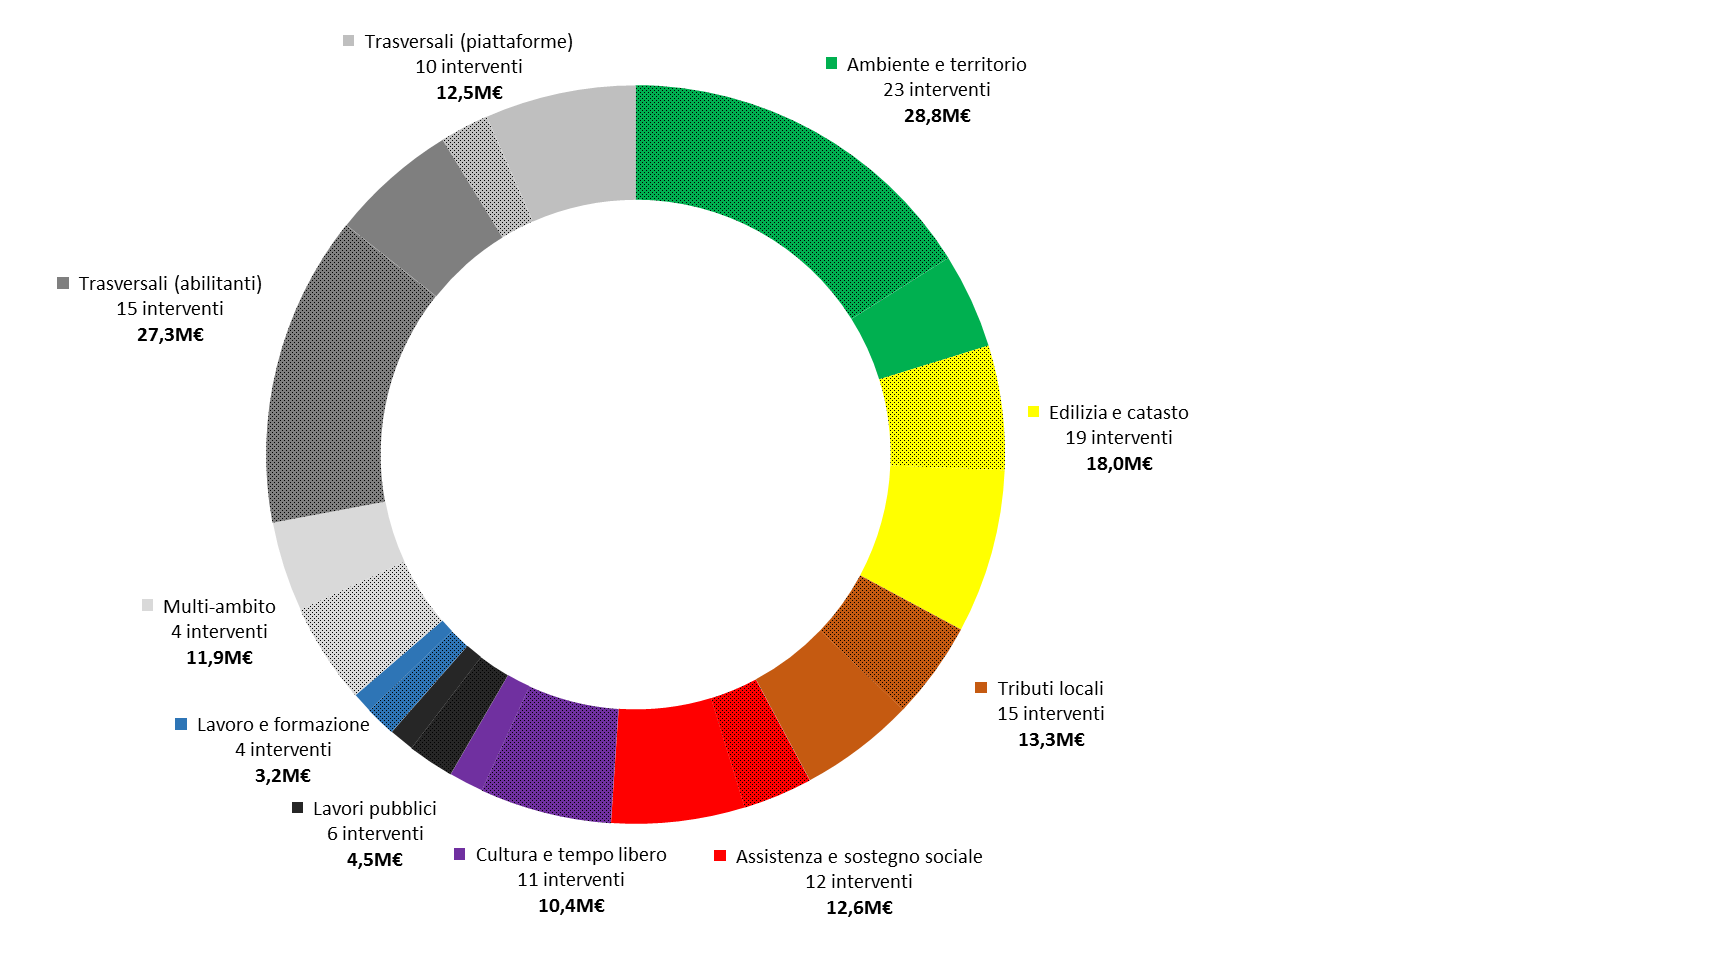 Trasversali (piattaforme)
10 interventi
12,5M€
Ambiente e territorio
23 interventi
28,8M€
Trasversali (abilitanti)
15 interventi
27,3M€
Edilizia e catasto
19 interventi
18,0M€
Multi-ambito
4 interventi
11,9M€
Tributi locali
15 interventi
13,3M€
Lavoro e formazione
4 interventi
3,2M€
Lavori pubblici
6 interventi
4,5M€
Cultura e tempo libero
11 interventi
10,4M€
Assistenza e sostegno sociale
12 interventi
12,6M€